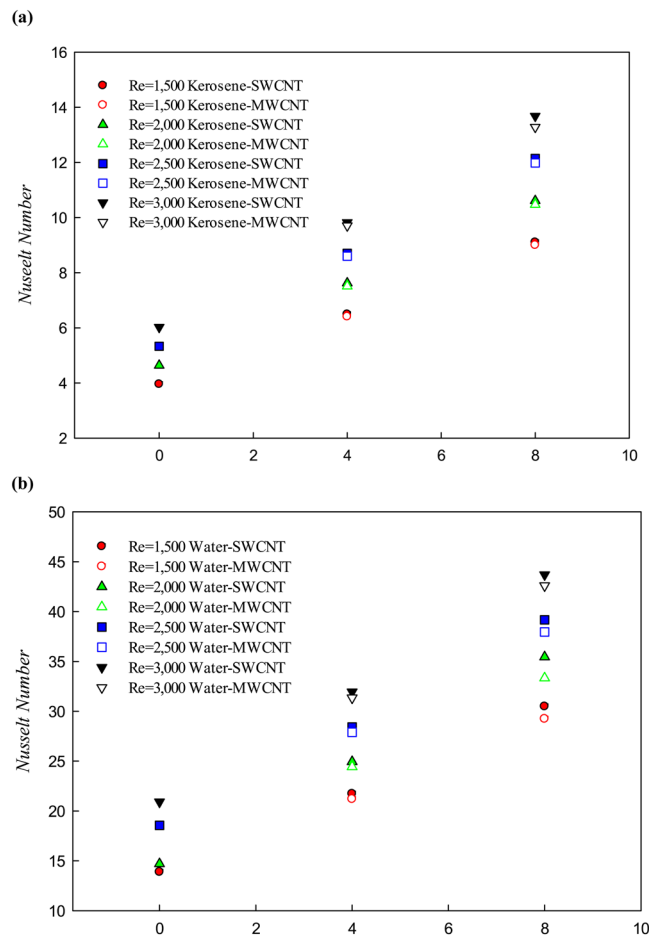 (a)
16
14
12
10
8
6
4
2
Nuseelt Number
Re=1,500 Kerosene-SWCNT
Re=1,500 Kerosene-MWCNT
Re=2,000 Kerosene-SWCNT
Re=2,000 Kerosene-MWCNT
Re=2,500 Kerosene-SWCNT
Re=2,500 Kerosene-MWCNT
Re=3,000 Kerosene-SWCNT
Re=3,000 Kerosene-MWCNT
0 2 4 6 8 10
(b)
50
45
40
35
30
25
20
15
10
Nusselt Number
Re=1,500 Water-SWCNT
Re=1,500 Water-MWCNT
Re=2,000 Water-SWCNT
Re=2,000 Water-MWCNT
Re=2,500 Water-SWCNT
Re=2,500 Water-MWCNT
Re=3,000 Water-SWCNT
Re=3,000 Water-MWCNT
0 2 4 6 8 10